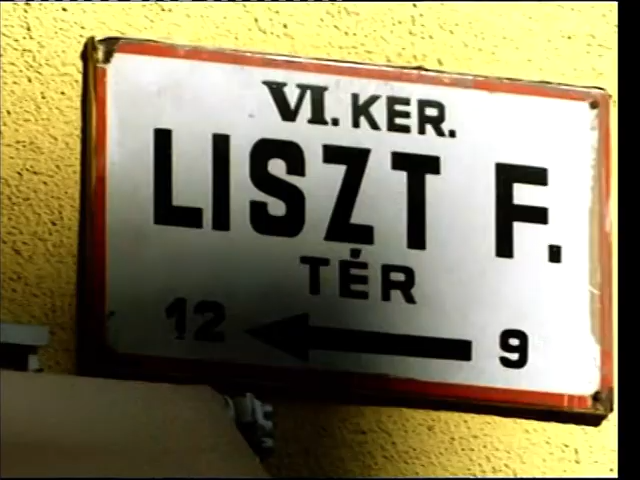 VI. KER.
LISZT F.
TÉR
12 ← 9